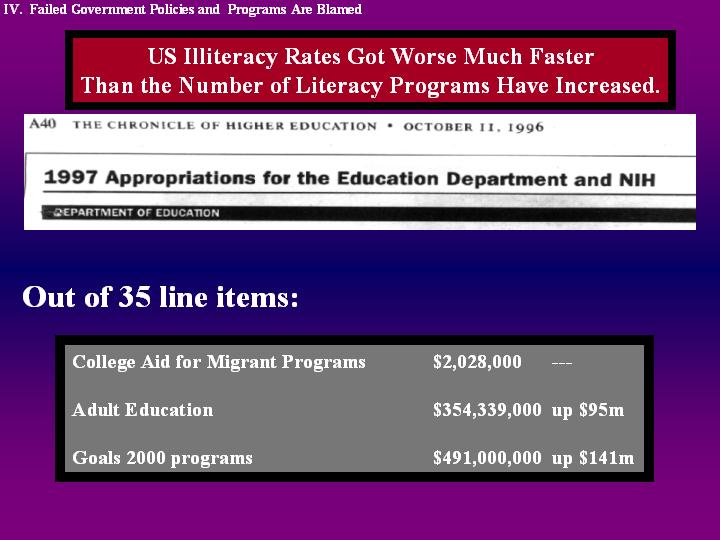 IV.  Failed Government Policies and  Programs Are Blamed
US Illiteracy Rates Got Worse Much Faster
Than the Number of Literacy Programs Have Increased.
A40 THE CHRONICLE OF HIGHER EDUCATION • OCTOBER 11, 1996
1997 Appropriations for the Education Department and NIH
DEPARTMENT OF EDUCATION
Out of 35 line items:
College Aid for Migrant Programs $2,028,000 ---
Adult Education $354,339,000 up $95m
Goals 2000 programs $491,000,000 up $141m